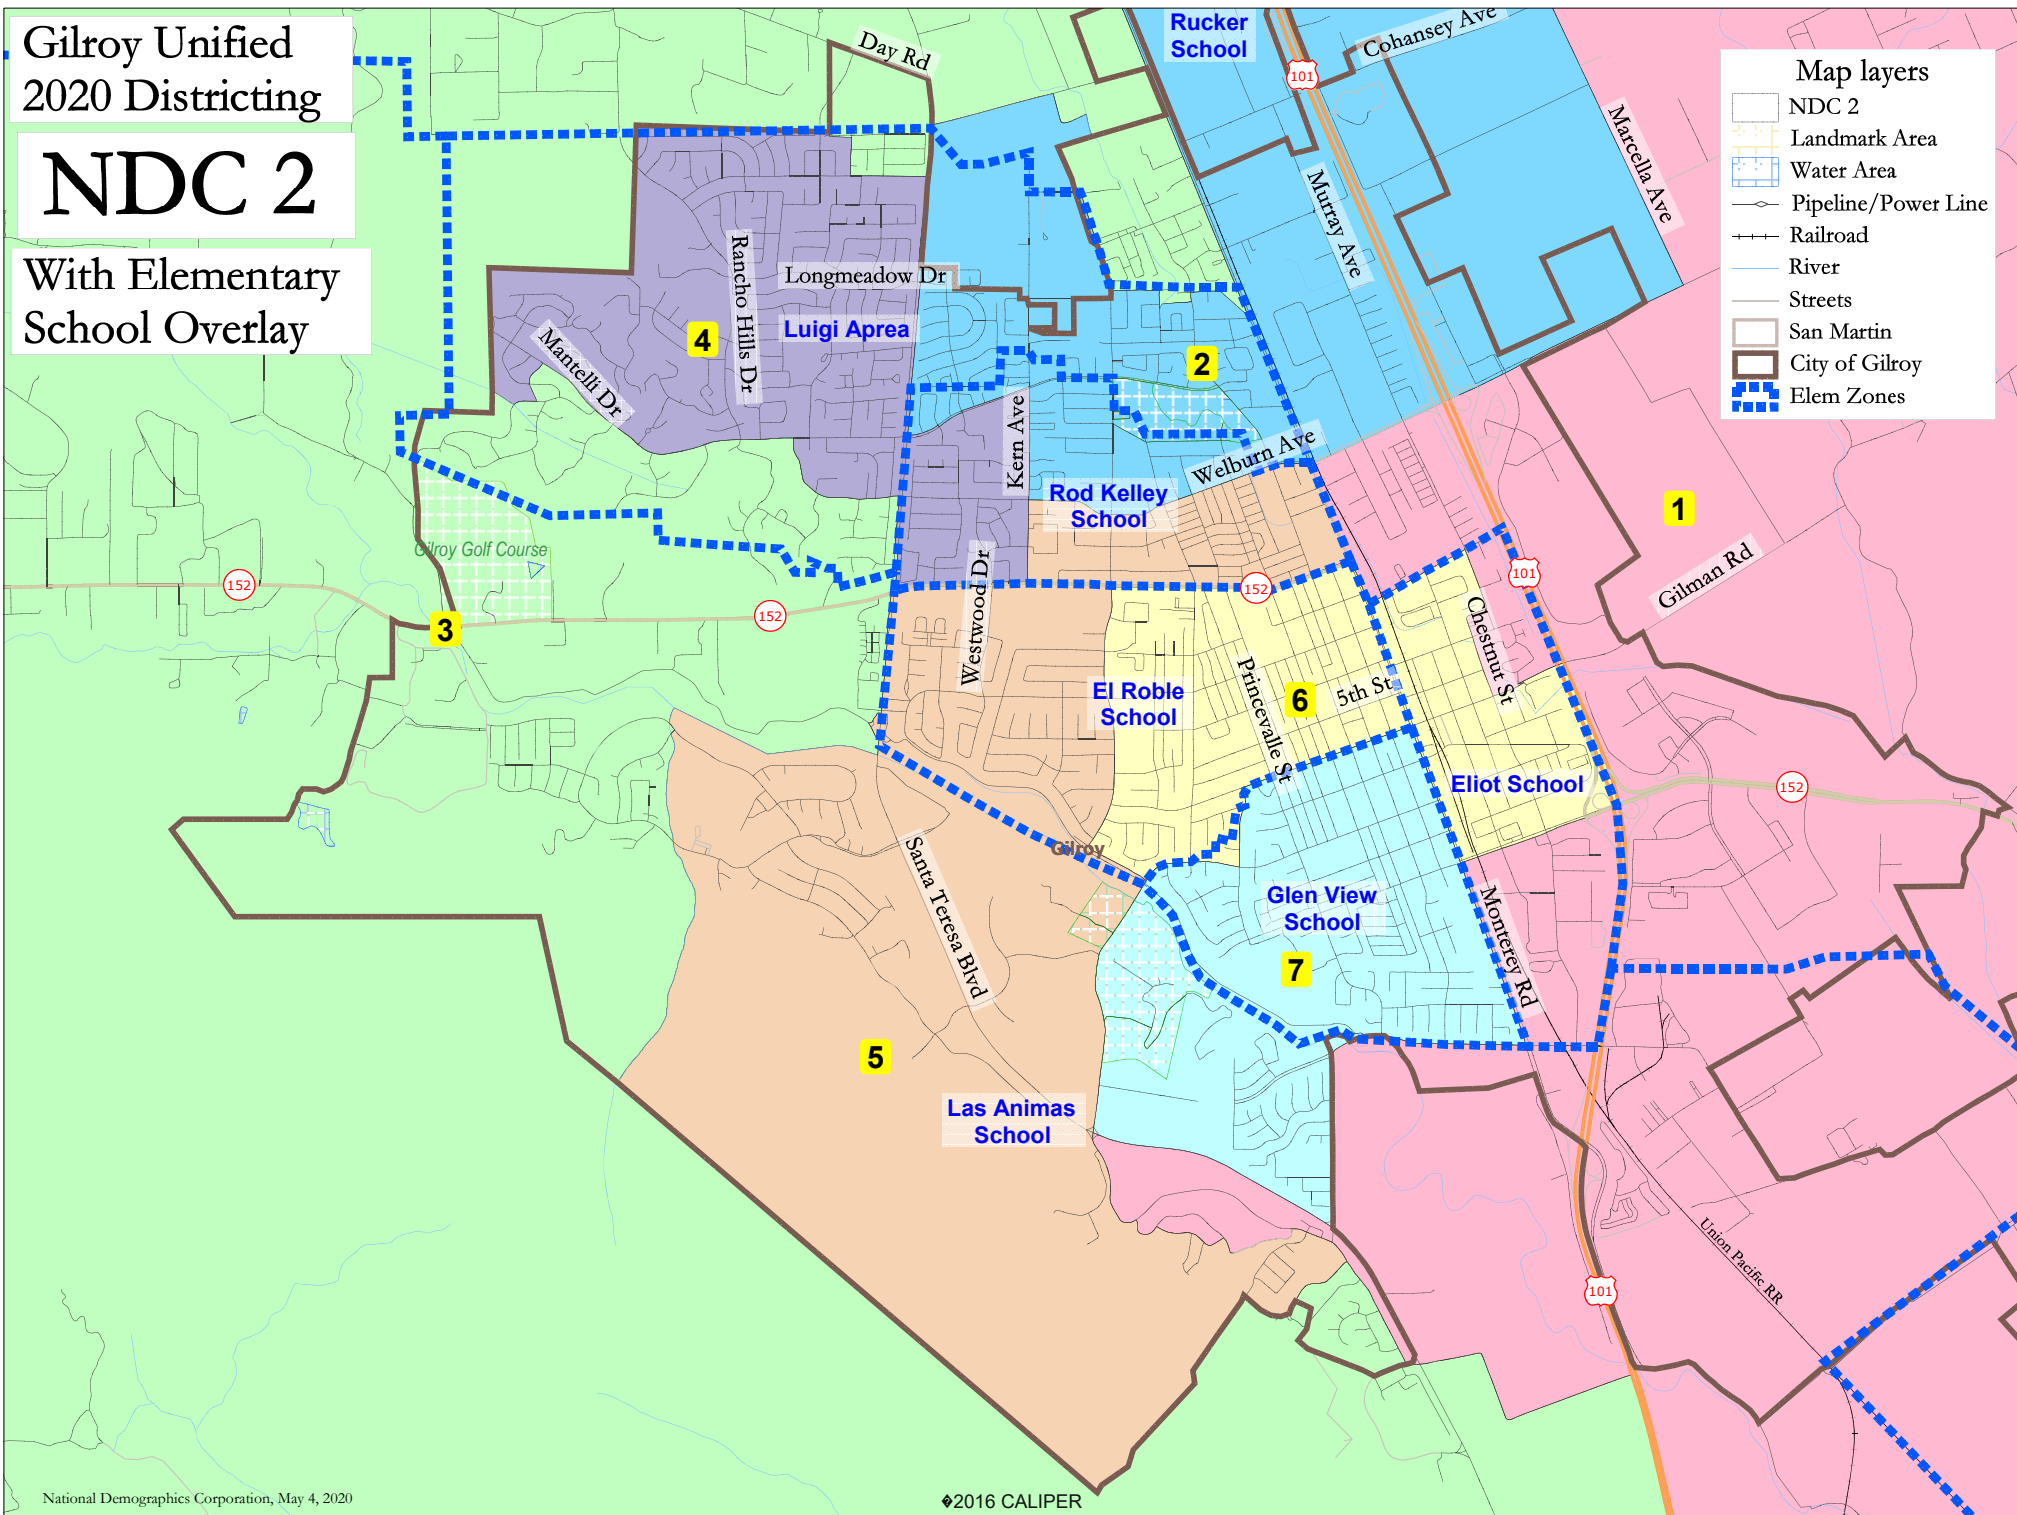 Gilroy Unified
2020 Districting
NDC 2
With Elementary
School Overlay
Map layers
NDC 2
Landmark Area
Water Area
Pipeline/Power Line
Railroad
River
Streets
San Martin
City of Gilroy
Elem Zones
Rucker
School
Day Rd
Cohansey Ave
101
Marcella Ave
Murray Ave
Rancho Hills Dr
Longmeadow Dr
Luigi Aprea
4
2
Mantelli Dr
Kern Ave
Welburn Ave
Rod Kelley
School
1
Gilroy Golf Course
152
152
152
101
Gilman Rd
3
Westwood Dr
Chestnut St
El Roble
School
Princevalle St
6
5th St
Eliot School
152
Gilroy
Santa Teresa Blvd
Glen View
School
Monterey Rd
7
5
Las Animas
School
Union Pacific RR
101
National Demographics Corporation, May 4, 2020
�2016 CALIPER